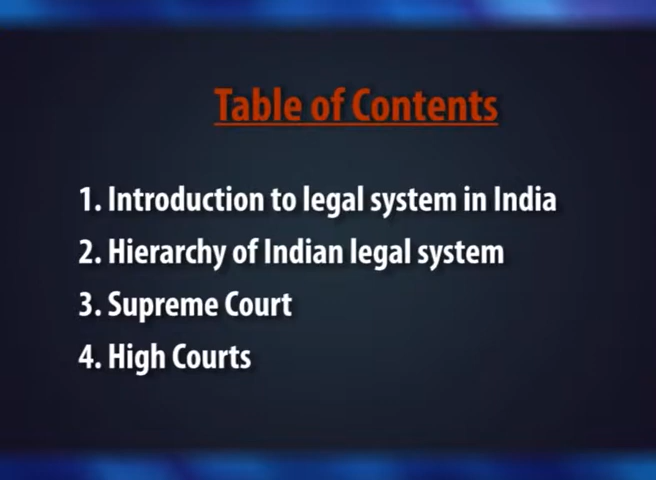 Table of Contents
1. Introduction to legal system in India
2. Hierarchy of Indian legal system
3. Supreme Court
4. High Courts